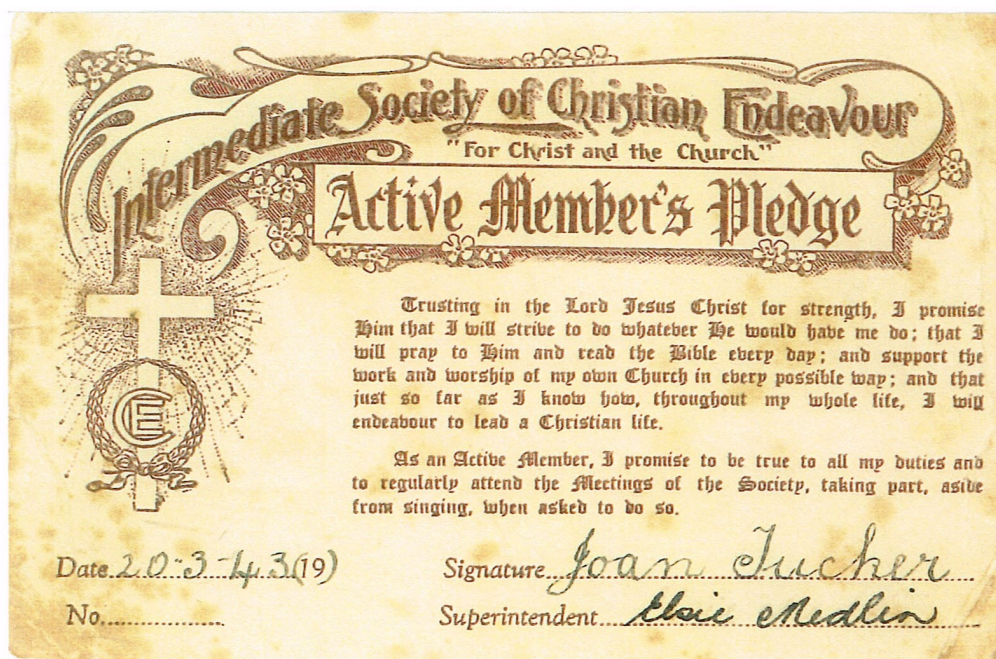 Intermediate Society of Christian Endeavour
"For Christ and the Church"
Active Member's Pledge
Trusting in the Lord Jesus Christ for strength, I promise
Him that I will strive to do whatever He would have me do; that I
will pray to Him and read the Bible every day; and support the
work and worship of my own Church in every possible way; and that
just so far as I know how, throughout my whole life, I will
endeavour to lead a Christian life.
As an Active Member, I promise to be true to all my duties and
to regularly attend the Meetings of the Society, taking part, aside
from singing, when asked to do so.
CE
Date 20-3-43 (19)
Signature Joan Tucher
No.
Superintendent Elsie Medlin